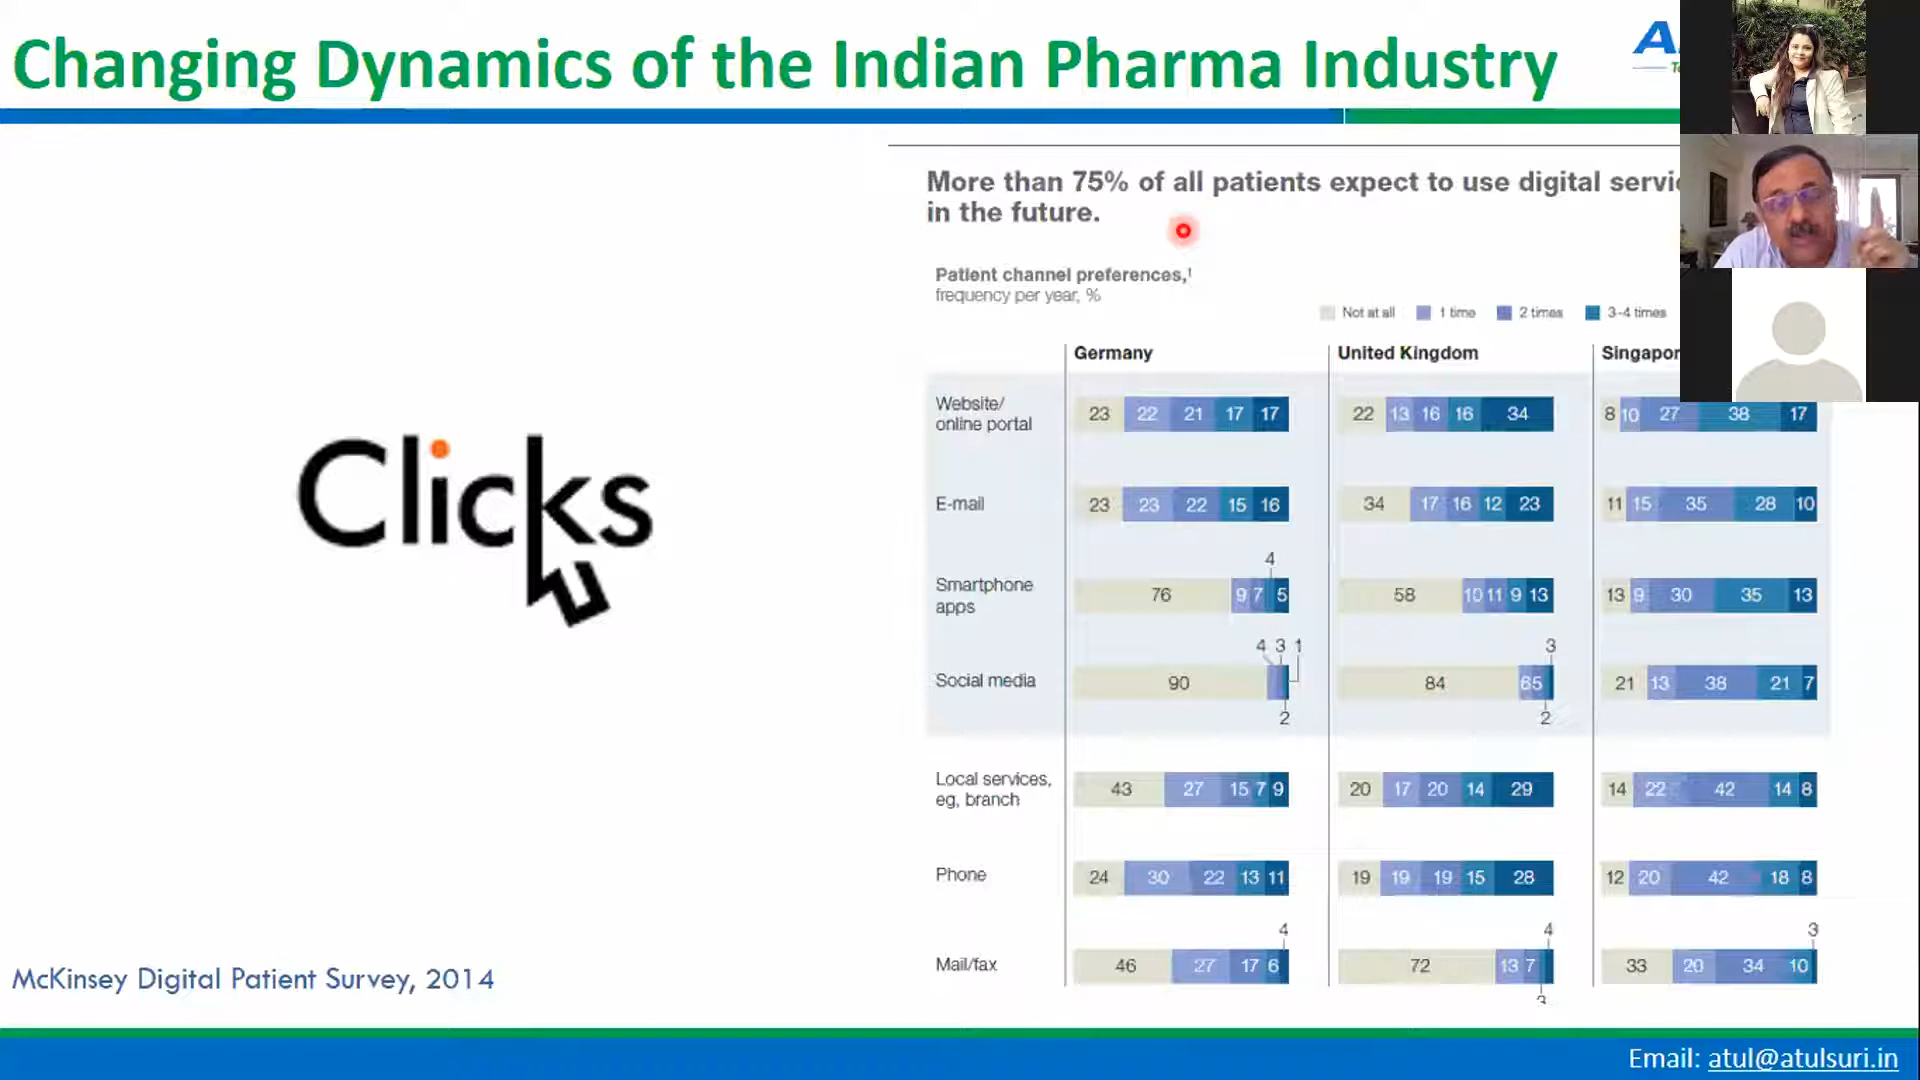 Changing Dynamics of the Indian Pharma Industry
More than 75% of all patients expect to use digital
in the future.
Patient channel preferences,¹
frequency per year, %
Not at all 1 time 2 times 3-4 times
Germany United Kingdom
Website/
online portal
23 22 21 17 17 22 13 16 16 34 8 10 27 38 17
E-mail
23 23 22 15 16 34 17 16 12 23 11 15 35 28 10
4
Smartphone
apps
76 9 7 5 58 10 11 9 13 13 9 30 35 13
4 3 1 3
Social media
90 84 6 5 21 13 38 21 7
2 2
Local services,
eg, branch
43 27 15 7 9 20 17 20 14 29 14 22 42 14 8
Phone
24 30 22 13 11 19 19 19 15 28 12 20 42 18 8
4 4 3
Mail/fax
46 27 17 6 72 13 7 33 20 34 10
3
Clicks
McKinsey Digital Patient Survey, 2014
Email: atul@atulsuri.in